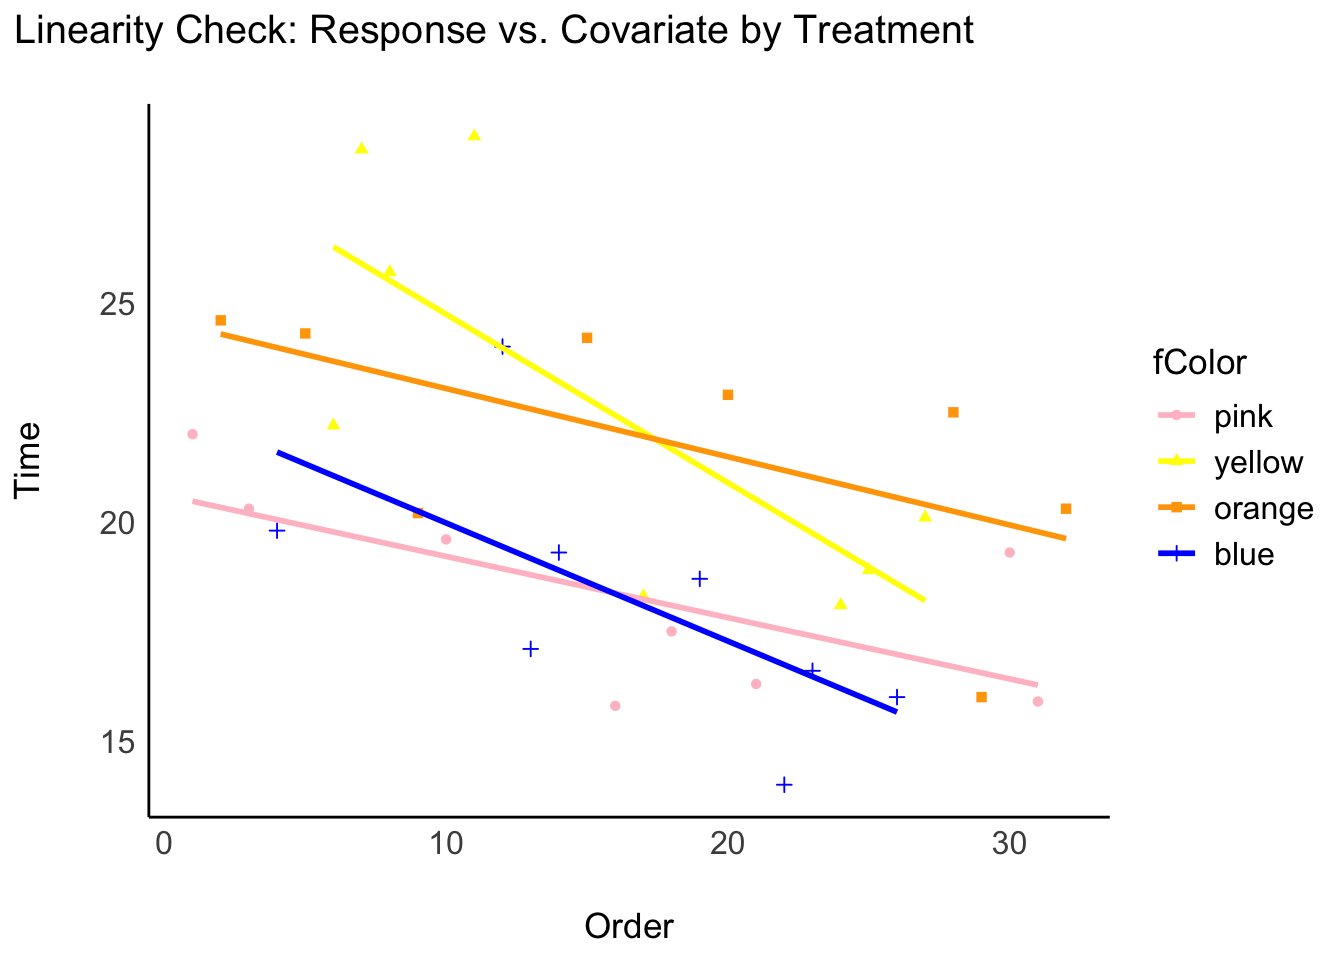 Linearity Check: Response vs. Covariate by Treatment
25
20
15
Time
0 10 20 30
Order
fColor
pink
yellow
orange
blue